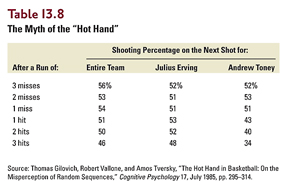 Table 13.8
The Myth of the “Hot Hand”
Shooting Percentage on the Next Shot for:
After a Run of: Entire Team Julius Erving Andrew Toney
3 misses 56% 52% 52%
2 misses 53 51 53
1 miss 54 51 51
1 hit 51 53 43
2 hits 50 52 40
3 hits 46 48 34
Source: Thomas Gilovich, Robert Vallone, and Amos Tversky, “The Hot Hand in Basketball: On the
Misperception of Random Sequences,” Cognitive Psychology 17, July 1985, pp. 295–314.